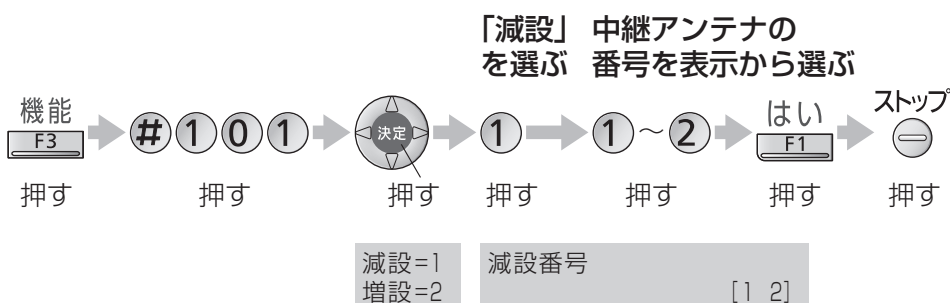 「減設」 中継アンテナの
を選ぶ 番号を表示から選ぶ
機能 はい ストップ
F3 # 1 0 1 決定 1 1 ~ 2 F1
押す 押す 押す 押す 押す 押す 押す
減設=1 減設番号
増設=2 [1 2]